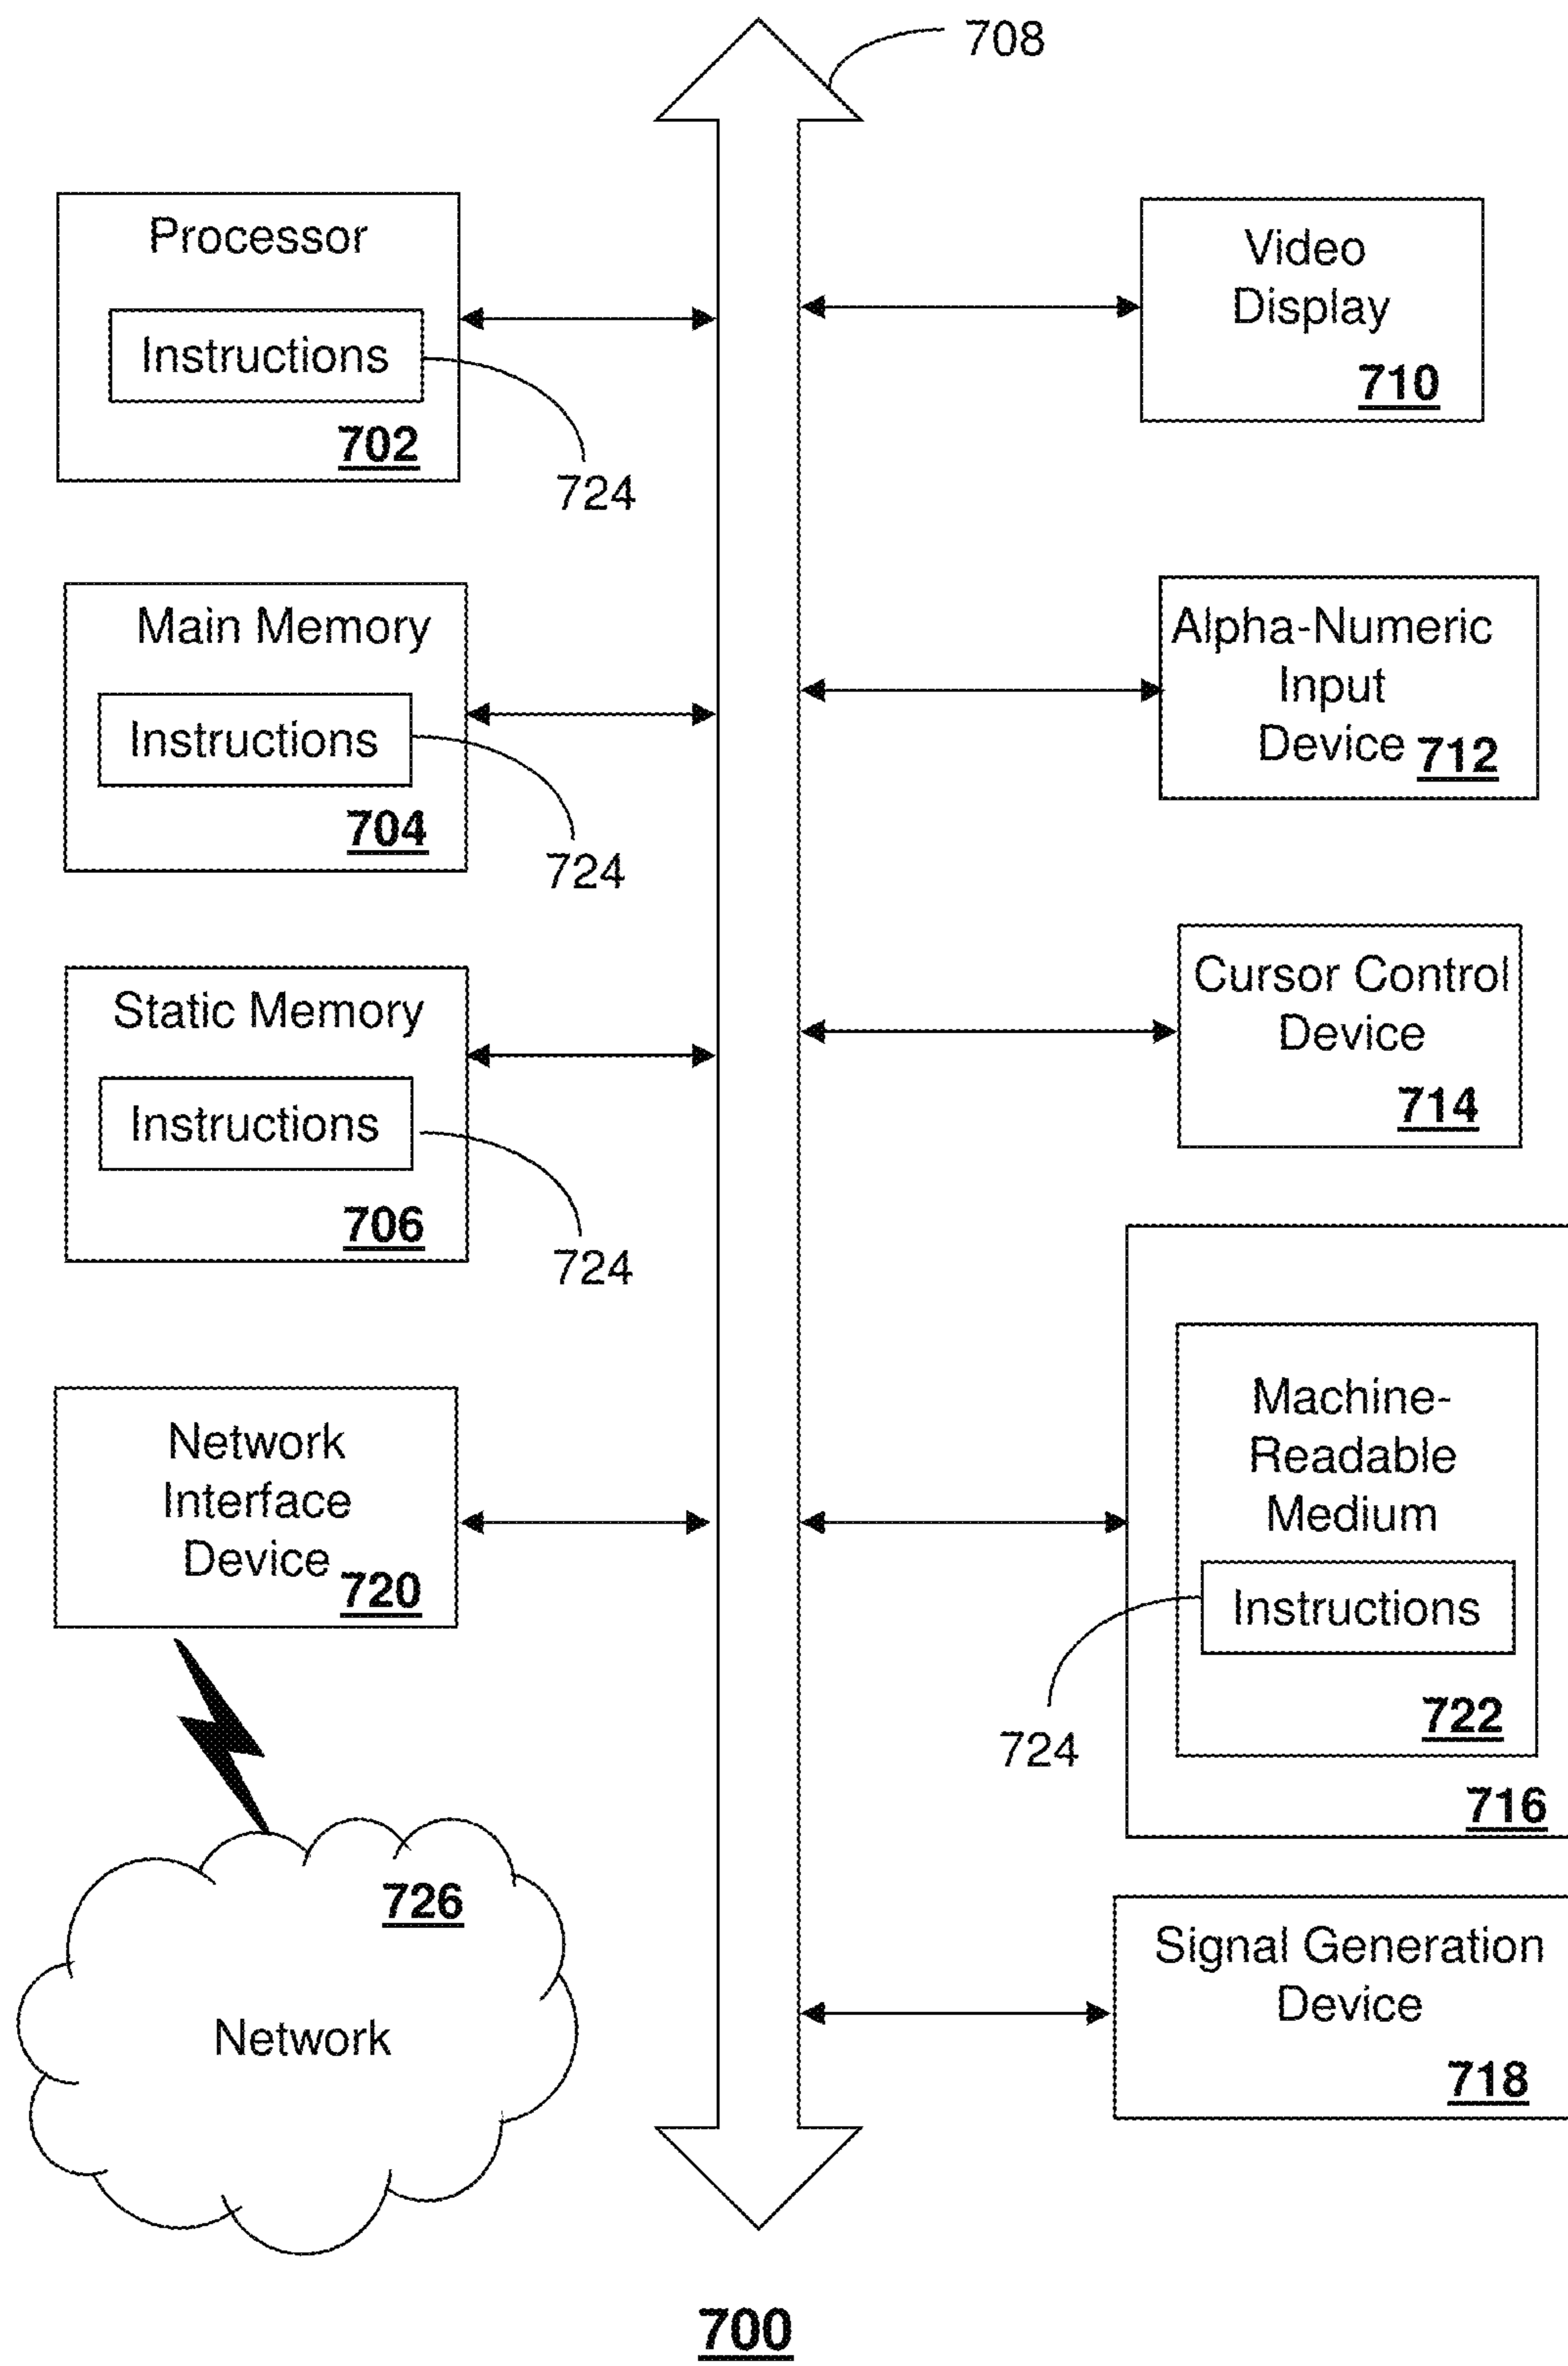 708
Processor
Instructions
702
724
Main Memory
Instructions
704
724
Static Memory
Instructions
706
724
Network
Interface
Device
720
726
Network
Video
Display
710
Alpha-Numeric
Input
Device
712
Cursor Control
Device
714
Machine-
Readable
Medium
Instructions
724
722
716
Signal Generation
Device
718
700